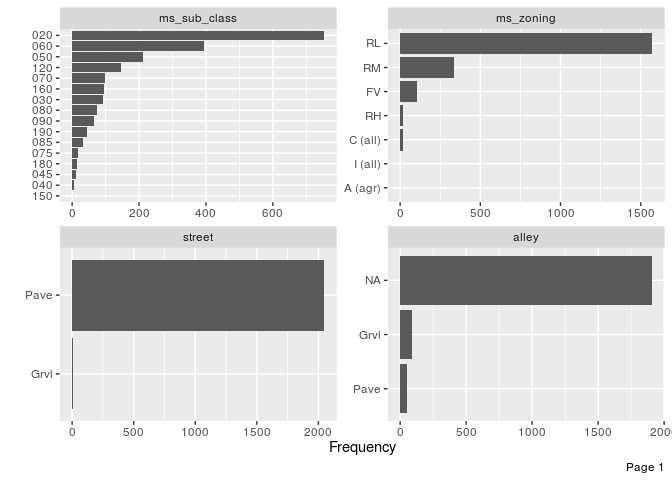 ms_sub_class
020
060
050
120
070
160
030
080
090
190
085
075
180
045
040
150
0 200 400 600
ms_zoning
RL
RM
FV
RH
C (all)
I (all)
A (agr)
0 500 1000 1500
street
Pave
Grvl
0 500 1000 1500 2000
alley
NA
Grvl
Pave
0 500 1000 1500 200
Frequency
Page 1